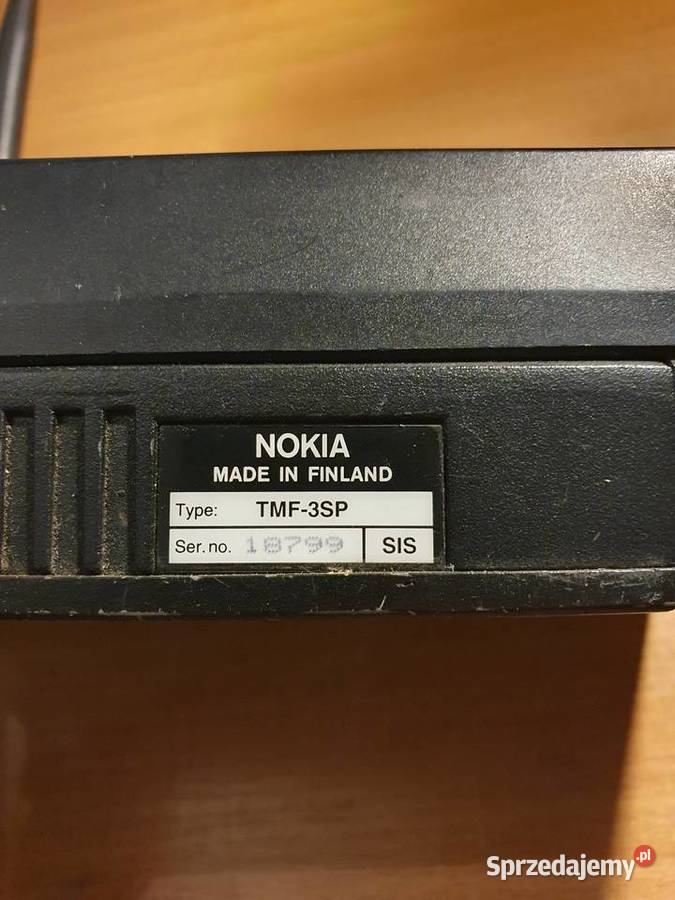 NOKIA
MADE IN FINLAND
Type: TMF-3SP
Ser.no. 18799 SIS
Sprzedajemy.pl